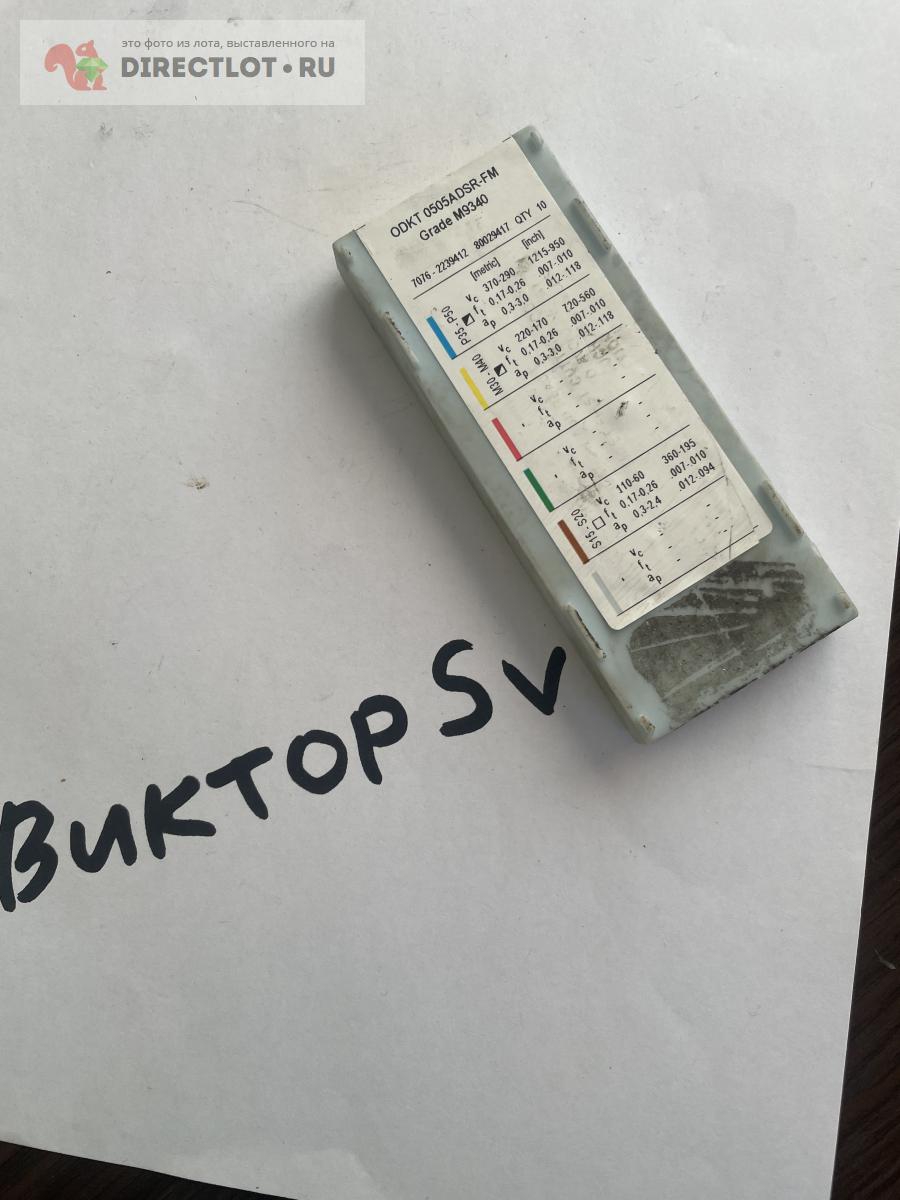 это фото из лота, выставленного на
DIRECTLOT•RU
ODKT 0505ADSR-FM
Grade M9340
7076 - 2239412 80029417 QTY 10
[metric] [inch]
P35 - P50
vc 370-290 1215-950
ft 0,17-0,26 .007-.010
ap 0,3-3,0 .012-.118
M30 - M40
vc 220-170 720-560
ft 0,17-0,26 .007-.010
ap 0,3-3,0 .012-.118
vc - -
ft - -
ap - -
vc - -
ft - -
ap - -
S15 - S20
vc 110-60 360-195
ft 0,17-0,26 .007-.010
ap 0,3-2,4 .012-.094
vc - -
ft - -
ap - -
ВИКТОРSv